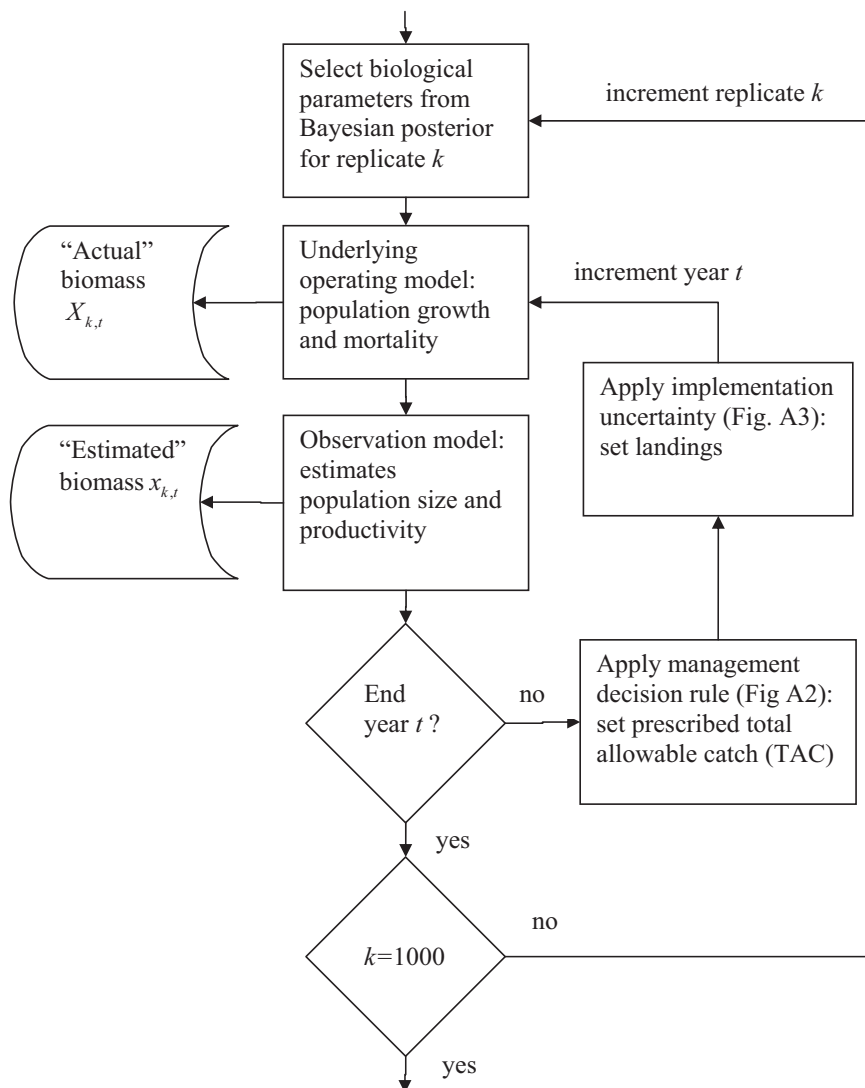 Select biological
parameters from
Bayesian posterior
for replicate k
increment replicate k
“Actual”
biomass
X k,t
Underlying
operating model:
population growth
and mortality
increment year t
Apply implementation
uncertainty (Fig. A3):
set landings
“Estimated”
biomass x k,t
Observation model:
estimates
population size and
productivity
End
year t ?
no
Apply management
decision rule (Fig A2):
set prescribed total
allowable catch (TAC)
yes
k=1000
no
yes